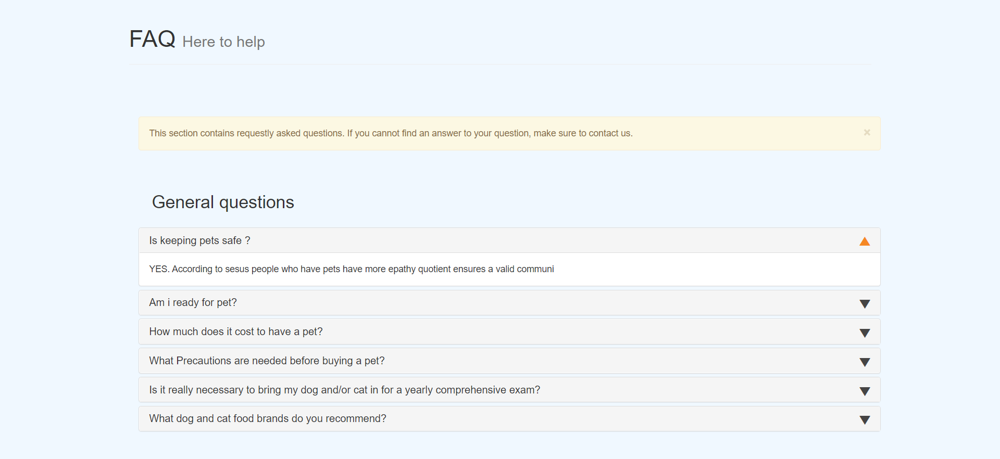 FAQ Here to help
This section contains requestly asked questions. If you cannot find an answer to your question, make sure to contact us.
×
General questions
Is keeping pets safe ?
YES. According to sesus people who have pets have more epathy quotient ensures a valid communi
Am i ready for pet?
How much does it cost to have a pet?
What Precautions are needed before buying a pet?
Is it really necessary to bring my dog and/or cat in for a yearly comprehensive exam?
What dog and cat food brands do you recommend?